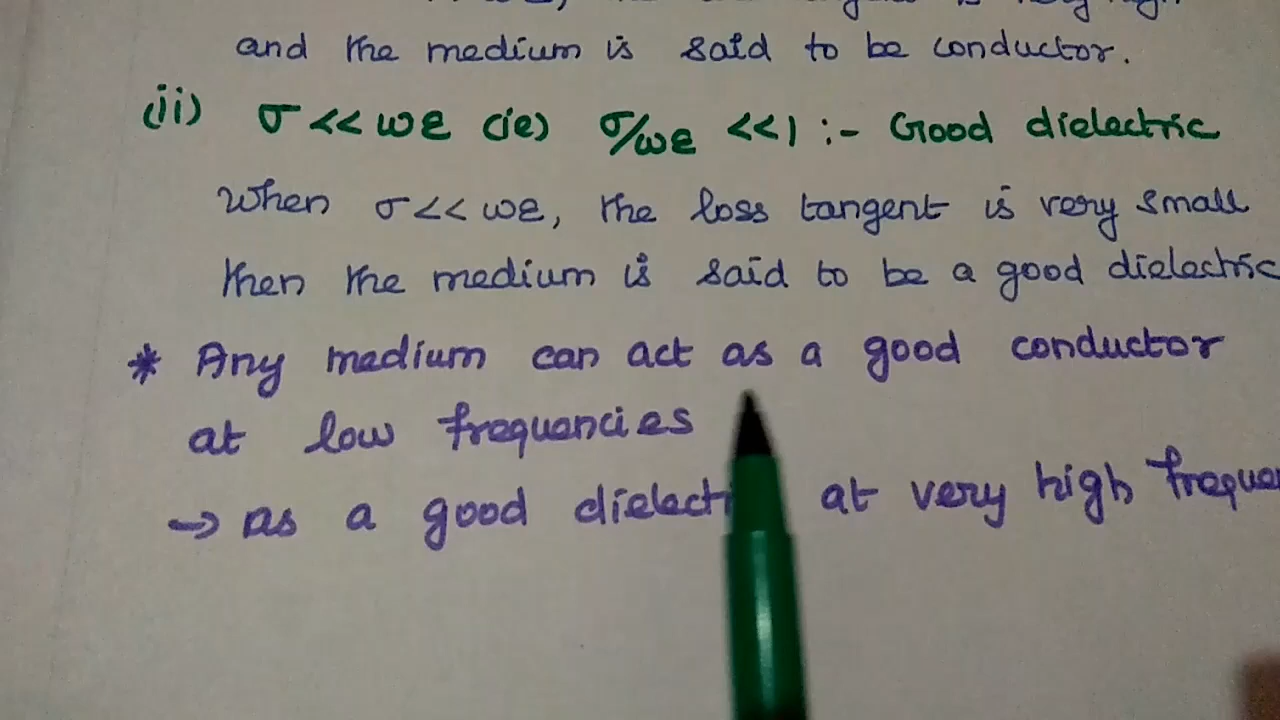 and the medium is said to be conductor.
(ii) σ << ωε (ie) σ/ωε <<1 :- Good dielectric
When σ<< ωε, the loss tangent is very small
then the medium is said to be a good dielectric
* Any medium can act as a good conductor
at low frequencies
→ as a good at very high